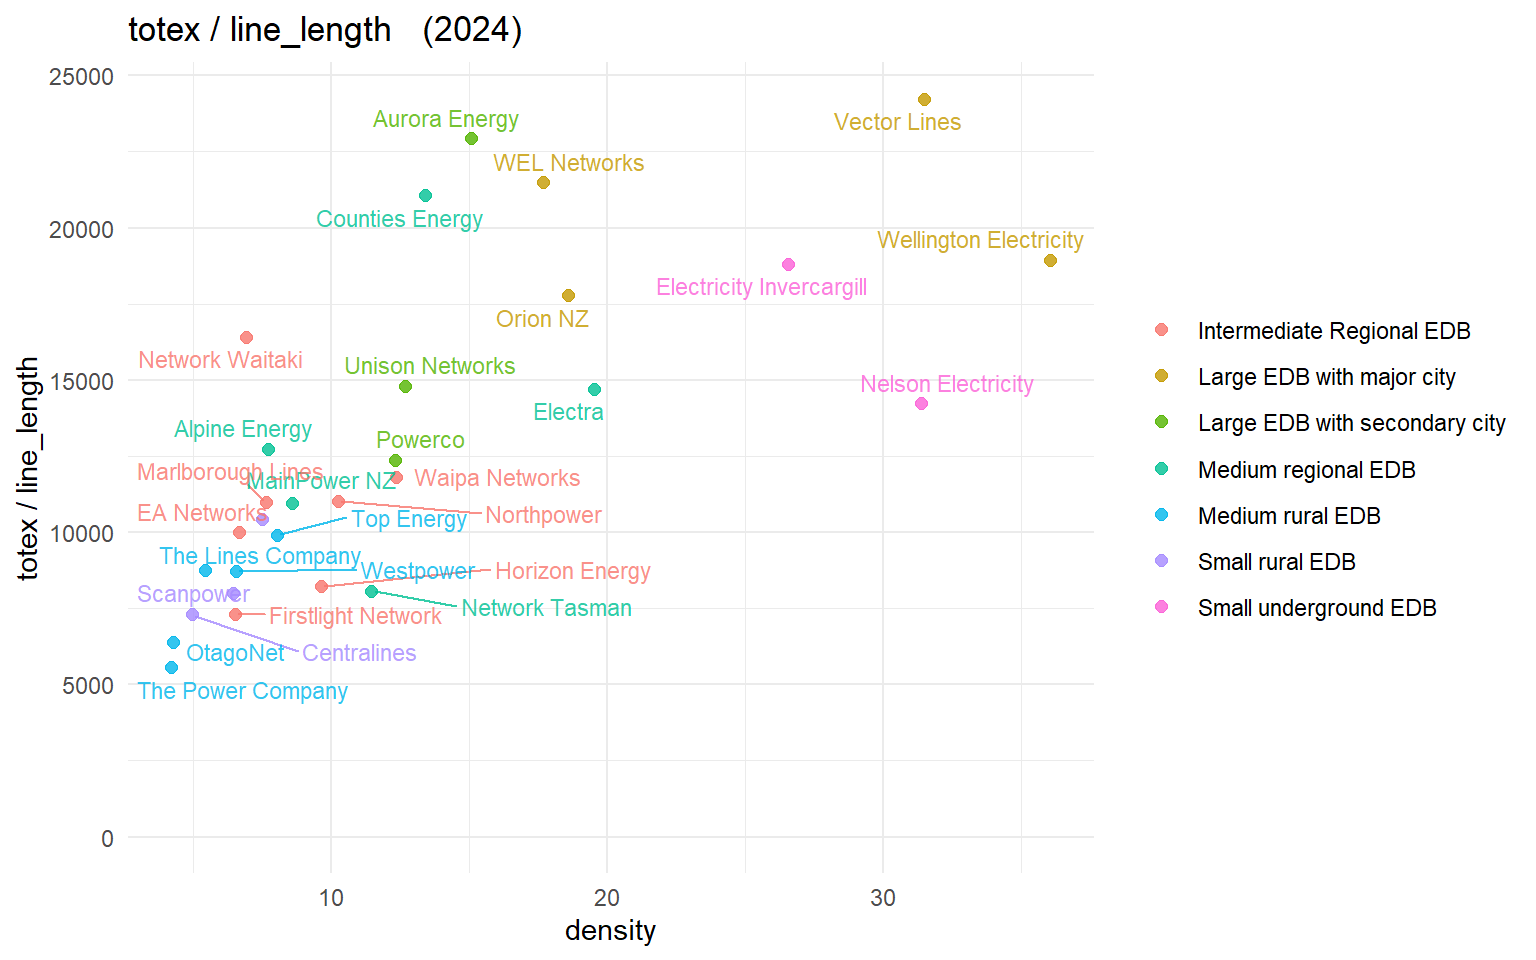 totex / line_length (2024)
25000
20000
15000
10000
5000
0
totex / line_length
Aurora Energy
Vector Lines
WEL Networks
Counties Energy
Wellington Electricity
Electricity Invercargill
Orion NZ
Network Waitaki
Unison Networks
Nelson Electricity
Electra
Alpine Energy
Powerco
Marlborough Lines
MainPower NZ
Waipa Networks
EA Networks
Northpower
Top Energy
The Lines Company
Westpower
Horizon Energy
Scanpower
Network Tasman
Firstlight Network
OtagoNet
Centralines
The Power Company
10
20
30
density
Intermediate Regional EDB
Large EDB with major city
Large EDB with secondary city
Medium regional EDB
Medium rural EDB
Small rural EDB
Small underground EDB